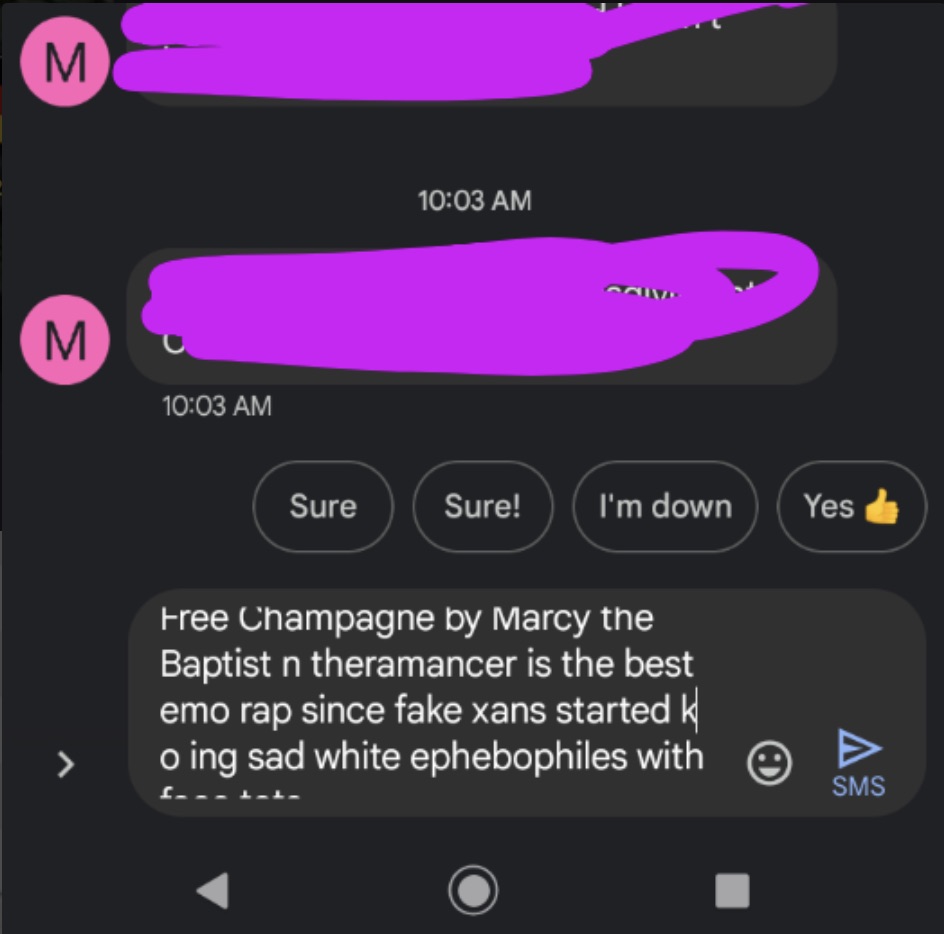 M
10:03 AM
M
10:03 AM
Sure
Sure!
I'm down
Yes 👍
Free Champagne by Marcy the
Baptist n theramancer is the best
emo rap since fake xans started k
o ing sad white ephebophiles with
SMS